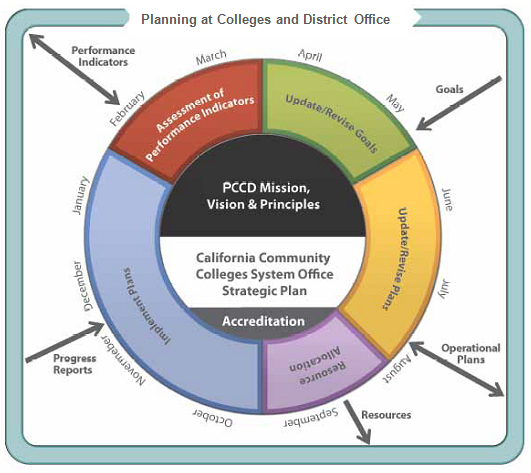 Planning at Colleges and District Office
Performance
Indicators
February
March
April
May
Goals
Assessment of
Performance Indicators
Update/Revise Goals
January
June
PCCD Mission,
Vision & Principles
California Community
Colleges System Office
Strategic Plan
Accreditation
Implement Plans
Update/Revise Plans
December
July
Novermeber
August
Progress
Reports
Resource
Allocation
Operational
Plans
October
September
Resources